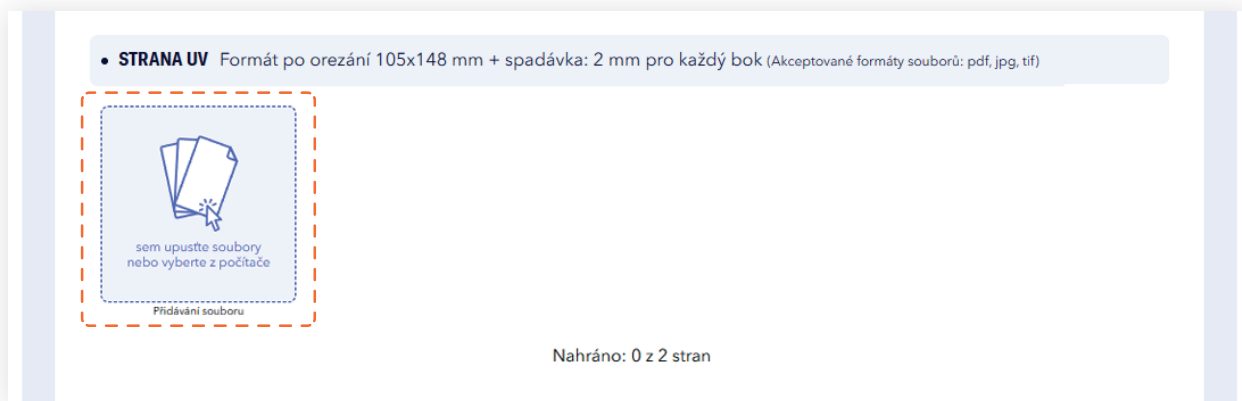 • STRANA UV Formát po orezání 105x148 mm + spadávka: 2 mm pro každý bok (Akceptované formáty souborů: pdf, jpg, tif)
sem upusťte soubory
nebo vyberte z počítače
Přidávání souboru
Nahráno: 0 z 2 stran